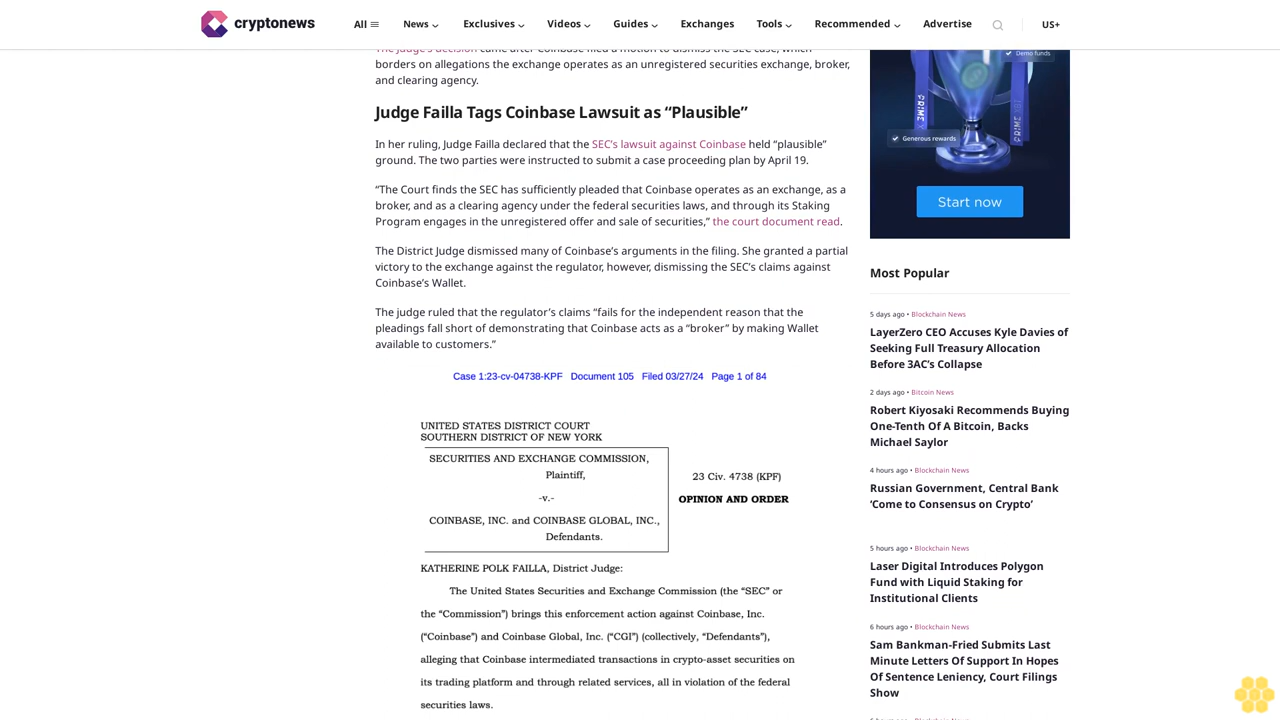 cryptonews
All
News
Exclusives
Videos
Guides
Exchanges
Tools
Recommended
Advertise
US+
The Judge's decision came after Coinbase filed a motion to dismiss the SEC case, which
borders on allegations the exchange operates as an unregistered securities exchange, broker,
and clearing agency.
Judge Failla Tags Coinbase Lawsuit as “Plausible”
In her ruling, Judge Failla declared that the SEC’s lawsuit against Coinbase held “plausible”
ground. The two parties were instructed to submit a case proceeding plan by April 19.
“The Court finds the SEC has sufficiently pleaded that Coinbase operates as an exchange, as a
broker, and as a clearing agency under the federal securities laws, and through its Staking
Program engages in the unregistered offer and sale of securities,” the court document read.
The District Judge dismissed many of Coinbase’s arguments in the filing. She granted a partial
victory to the exchange against the regulator, however, dismissing the SEC’s claims against
Coinbase’s Wallet.
The judge ruled that the regulator’s claims “fails for the independent reason that the
pleadings fall short of demonstrating that Coinbase acts as a “broker” by making Wallet
available to customers.”
Case 1:23-cv-04738-KPF Document 105 Filed 03/27/24 Page 1 of 84
UNITED STATES DISTRICT COURT
SOUTHERN DISTRICT OF NEW YORK
SECURITIES AND EXCHANGE COMMISSION,
Plaintiff,
-v.-
COINBASE, INC. and COINBASE GLOBAL, INC.,
Defendants.
23 Civ. 4738 (KPF)
OPINION AND ORDER
KATHERINE POLK FAILLA, District Judge:
The United States Securities and Exchange Commission (the “SEC” or
the “Commission”) brings this enforcement action against Coinbase, Inc.
(“Coinbase”) and Coinbase Global, Inc. (“CGI”) (collectively, “Defendants”),
alleging that Coinbase intermediated transactions in crypto-asset securities on
its trading platform and through related services, all in violation of the federal
securities laws.
Demo funds
PRIME
PRIME
Generous rewards
Start now
Most Popular
5 days ago • Blockchain News
LayerZero CEO Accuses Kyle Davies of
Seeking Full Treasury Allocation
Before 3AC’s Collapse
2 days ago • Bitcoin News
Robert Kiyosaki Recommends Buying
One-Tenth Of A Bitcoin, Backs
Michael Saylor
4 hours ago • Blockchain News
Russian Government, Central Bank
‘Come to Consensus on Crypto’
5 hours ago • Blockchain News
Laser Digital Introduces Polygon
Fund with Liquid Staking for
Institutional Clients
6 hours ago • Blockchain News
Sam Bankman-Fried Submits Last
Minute Letters Of Support In Hopes
Of Sentence Leniency, Court Filings
Show